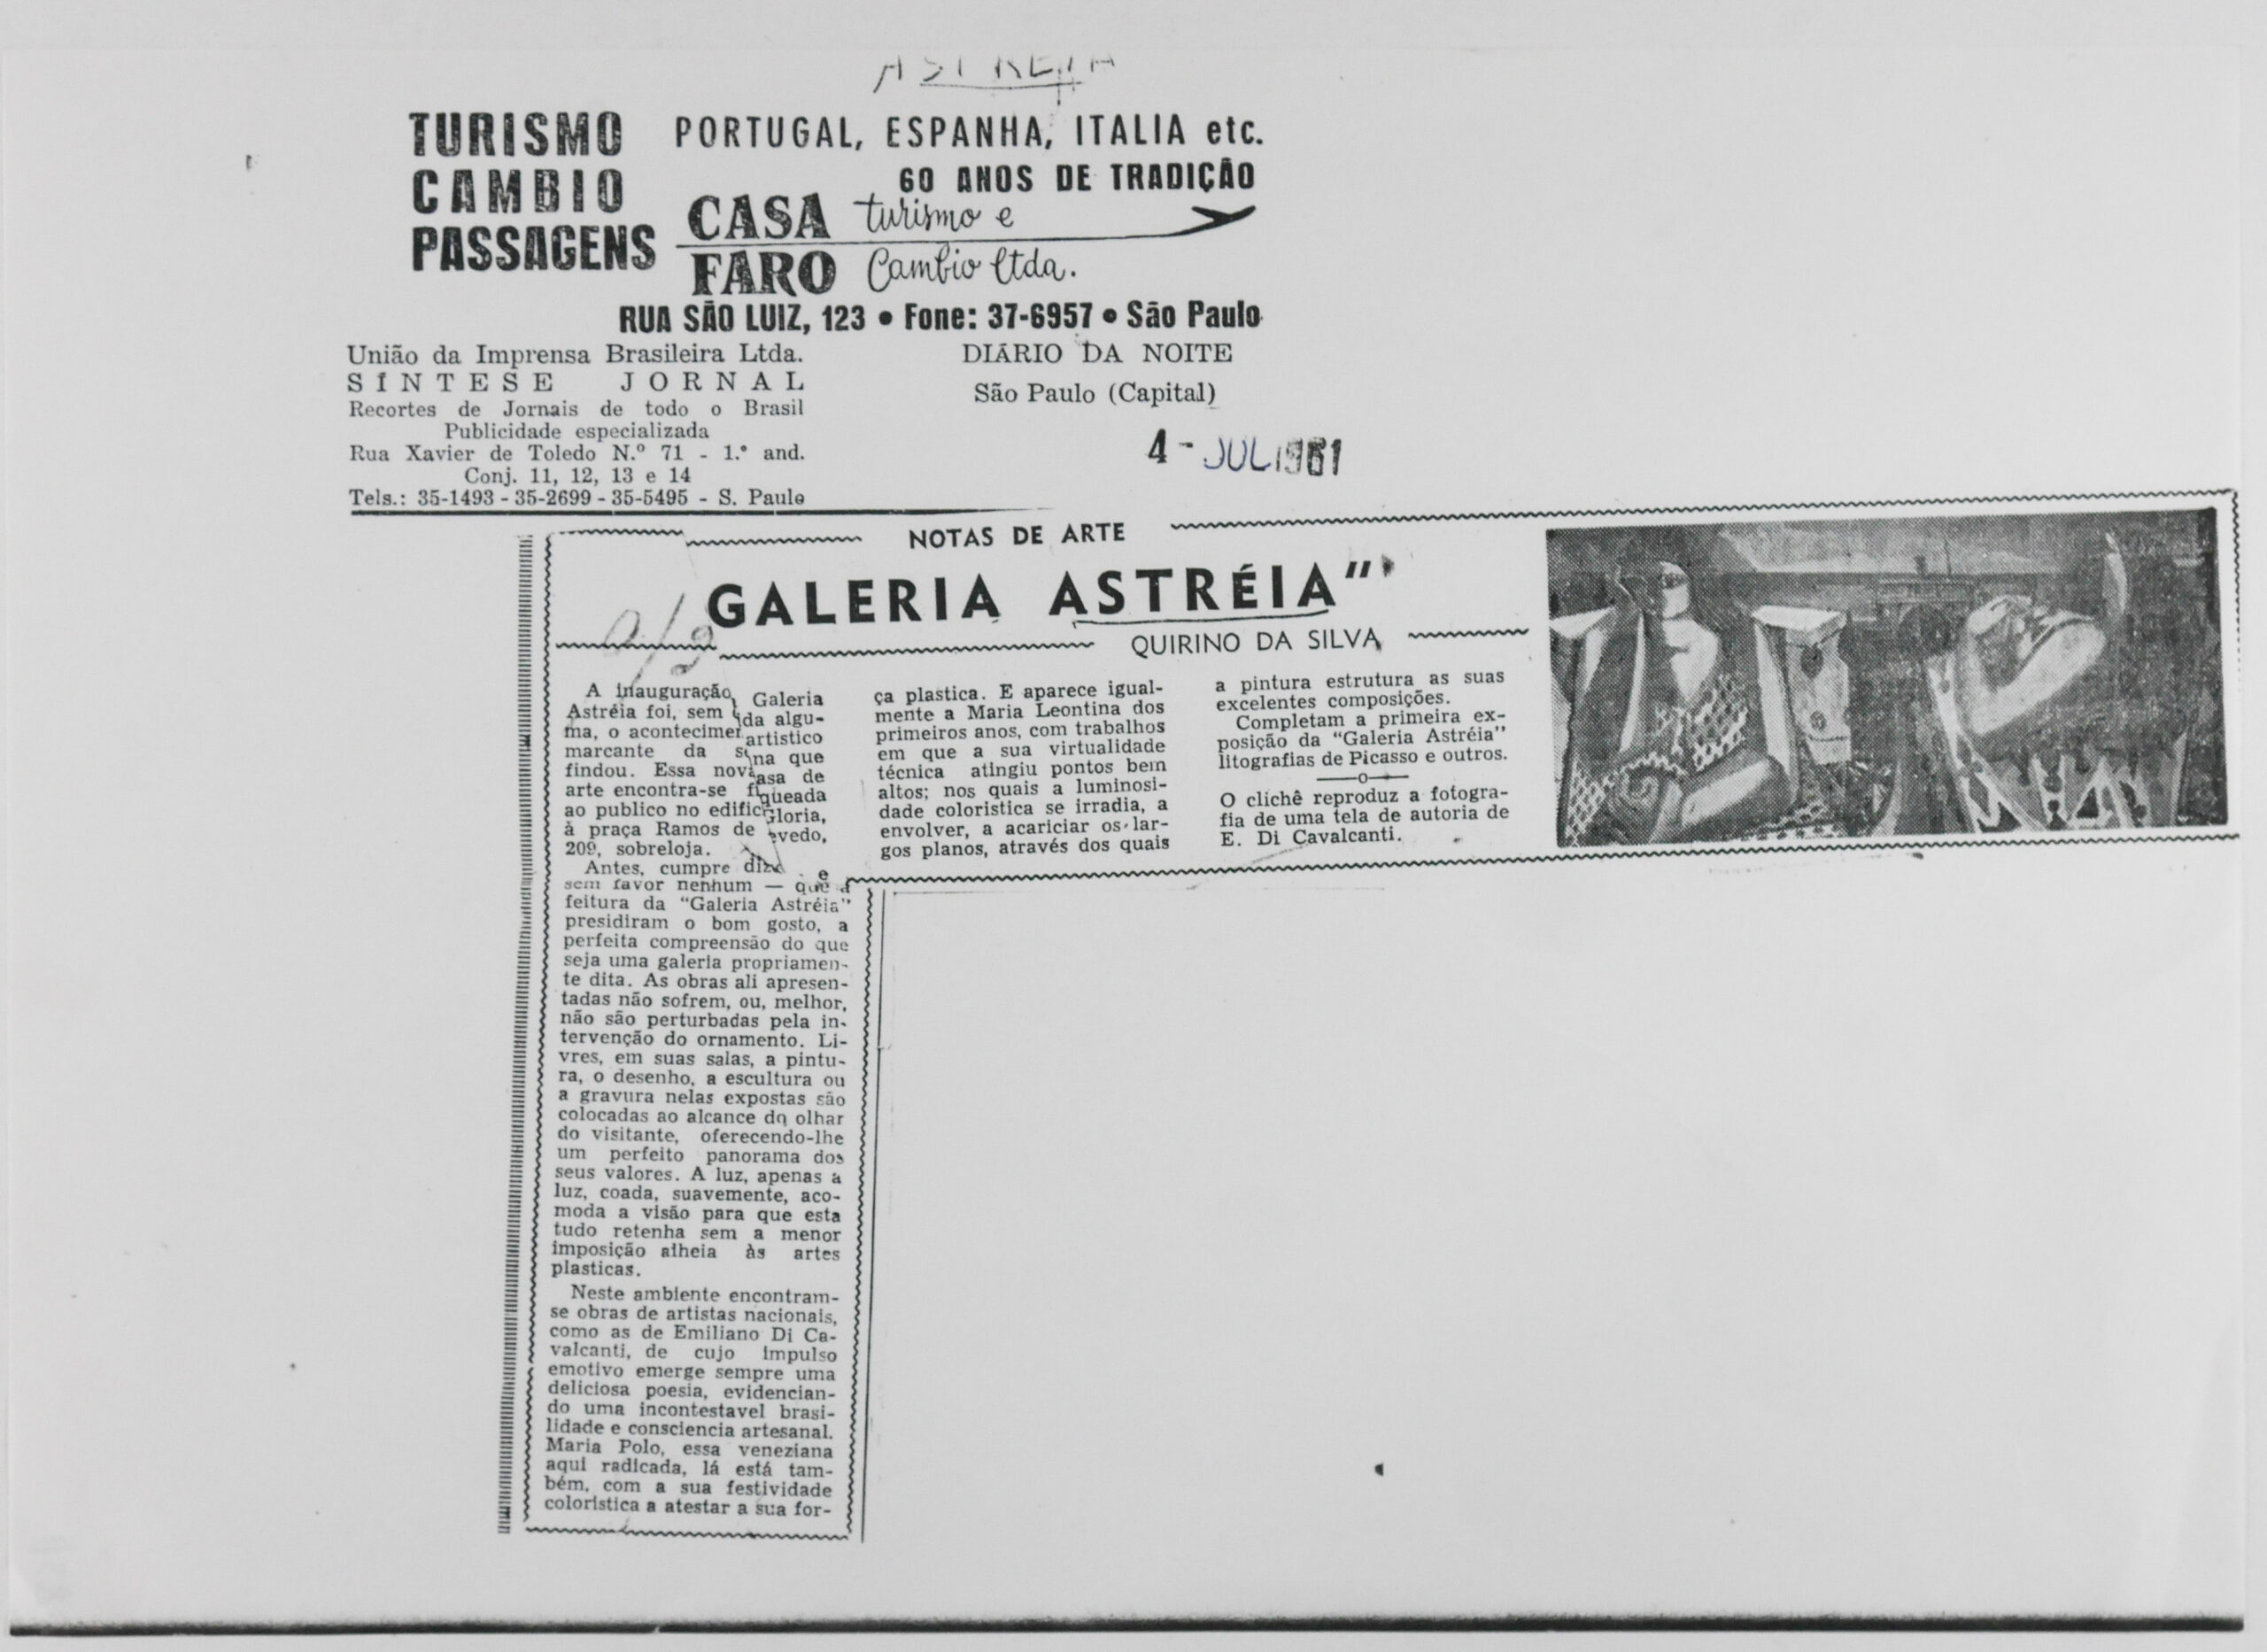 ASTREIA
TURISMO
CAMBIO
PASSAGENS
PORTUGAL, ESPANHA, ITALIA etc.
60 ANOS DE TRADIÇÃO
CASA turismo e
FARO Cambio Ltda.
RUA SÃO LUIZ, 123 • Fone: 37-6957 • São Paulo
União da Imprensa Brasileira Ltda.
SÍNTESE JORNAL
Recortes de Jornais de todo o Brasil
Publicidade especializada
Rua Xavier de Toledo N.º 71 - 1.º and.
Conj. 11, 12, 13 e 14
Tels.: 35-1493 - 35-2699 - 35-5495 - S. Paulo
DIÁRIO DA NOITE
São Paulo (Capital)
4 - JUL 1961
NOTAS DE ARTE
GALERIA ASTRÉIA"
QUIRINO DA SILVA
A inauguração Galeria
Astréia foi, sem ida algu-
ma, o acontecimer artistico
marcante da s na que
findou. Essa nov asa de
arte encontra-se f queada
ao publico no edific Gloria,
à praça Ramos de evedo,
209, sobreloja.
Antes, cumpre diz e
sem favor nenhum — que a
feitura da "Galeria Astréia"
presidiram o bom gosto, a
perfeita compreensão do que
seja uma galeria propriamen-
te dita. As obras ali apresen-
tadas não sofrem, ou, melhor,
não são perturbadas pela in-
tervenção do ornamento. Li-
vres, em suas salas, a pintu-
ra, o desenho, a escultura ou
a gravura nelas expostas são
colocadas ao alcance do olhar
do visitante, oferecendo-lhe
um perfeito panorama dos
seus valores. A luz, apenas a
luz, coada, suavemente, aco-
moda a visão para que esta
tudo retenha sem a menor
imposição alheia às artes
plasticas.
Neste ambiente encontram-
se obras de artistas nacionais,
como as de Emiliano Di Ca-
valcanti, de cujo impulso
emotivo emerge sempre uma
deliciosa poesia, evidencian-
do uma incontestavel brasi-
lidade e consciencia artesanal.
Maria Polo, essa veneziana
aqui radicada, lá está tam-
bém, com a sua festividade
coloristica a atestar a sua for-
ça plastica. E aparece igual-
mente a Maria Leontina dos
primeiros anos, com trabalhos
em que a sua virtualidade
técnica atingiu pontos bem
altos; nos quais a luminosi-
dade coloristica se irradia, a
envolver, a acariciar os lar-
gos planos, através dos quais
a pintura estrutura as suas
excelentes composições.
Completam a primeira ex-
posição da "Galeria Astréia"
litografias de Picasso e outros.
—o—
O clichê reproduz a fotogra-
fia de uma tela de autoria de
E. Di Cavalcanti.